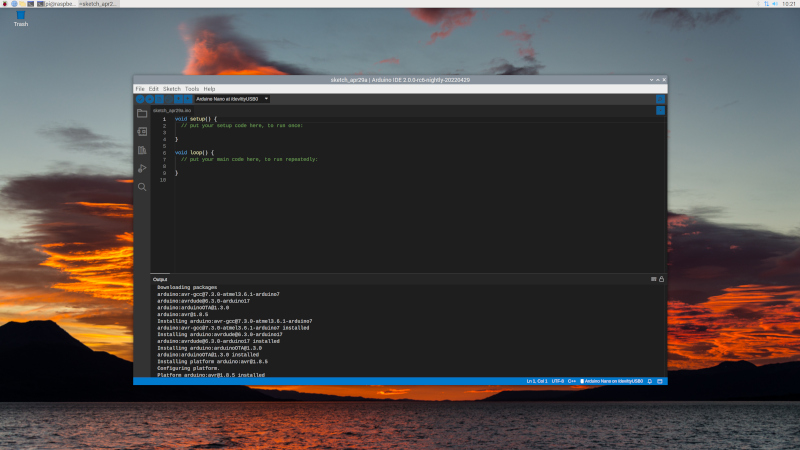 pi@raspbe...
sketch_apr2...
10:21
Trash
sketch_apr29a | Arduino IDE 2.0.0-rc6-nightly-20220429
File Edit Sketch Tools Help
Arduino Nano at /dev/ttyUSB0
sketch_apr29a.ino
1 void setup() {
2 // put your setup code here, to run once:
3
4 }
5
6 void loop() {
7 // put your main code here, to run repeatedly:
8
9 }
10
Output
Downloading packages
arduino:avr-gcc@7.3.0-atmel3.6.1-arduino7
arduino:avrdude@6.3.0-arduino17
arduino:arduinoOTA@1.3.0
arduino:avr@1.8.5
Installing arduino:avr-gcc@7.3.0-atmel3.6.1-arduino7
arduino:avr-gcc@7.3.0-atmel3.6.1-arduino7 installed
Installing arduino:avrdude@6.3.0-arduino17
arduino:avrdude@6.3.0-arduino17 installed
Installing arduino:arduinoOTA@1.3.0
arduino:arduinoOTA@1.3.0 installed
Installing platform arduino:avr@1.8.5
Configuring platform.
Platform arduino:avr@1.8.5 installed
Ln 1, Col 1 UTF-8 C++ Arduino Nano on /dev/ttyUSB0